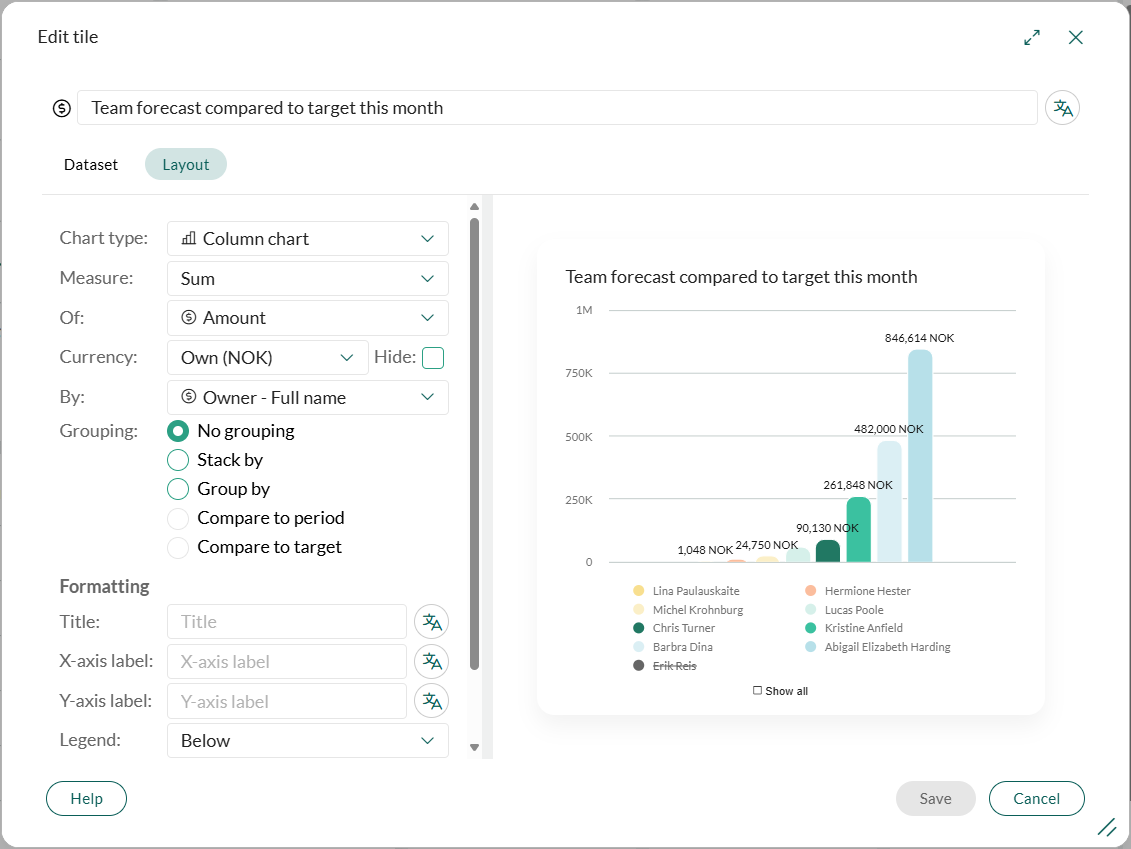 Edit tile
Team forecast compared to target this month
Dataset
Layout
Chart type:
Column chart
Measure:
Sum
Of:
Amount
Currency:
Own (NOK)
Hide:
By:
Owner - Full name
Grouping:
No grouping
Stack by
Group by
Compare to period
Compare to target
Formatting
Title:
Title
X-axis label:
X-axis label
Y-axis label:
Y-axis label
Legend:
Below
Team forecast compared to target this month
1M
846,614 NOK
750K
482,000 NOK
500K
261,848 NOK
250K
90,130 NOK
24,750 NOK
1,048 NOK
0
Lina Paulauskaite
Hermione Hester
Michel Krohnburg
Lucas Poole
Chris Turner
Kristine Anfield
Barbra Dina
Abigail Elizabeth Harding
Erik Reis
Show all
Help
Save
Cancel